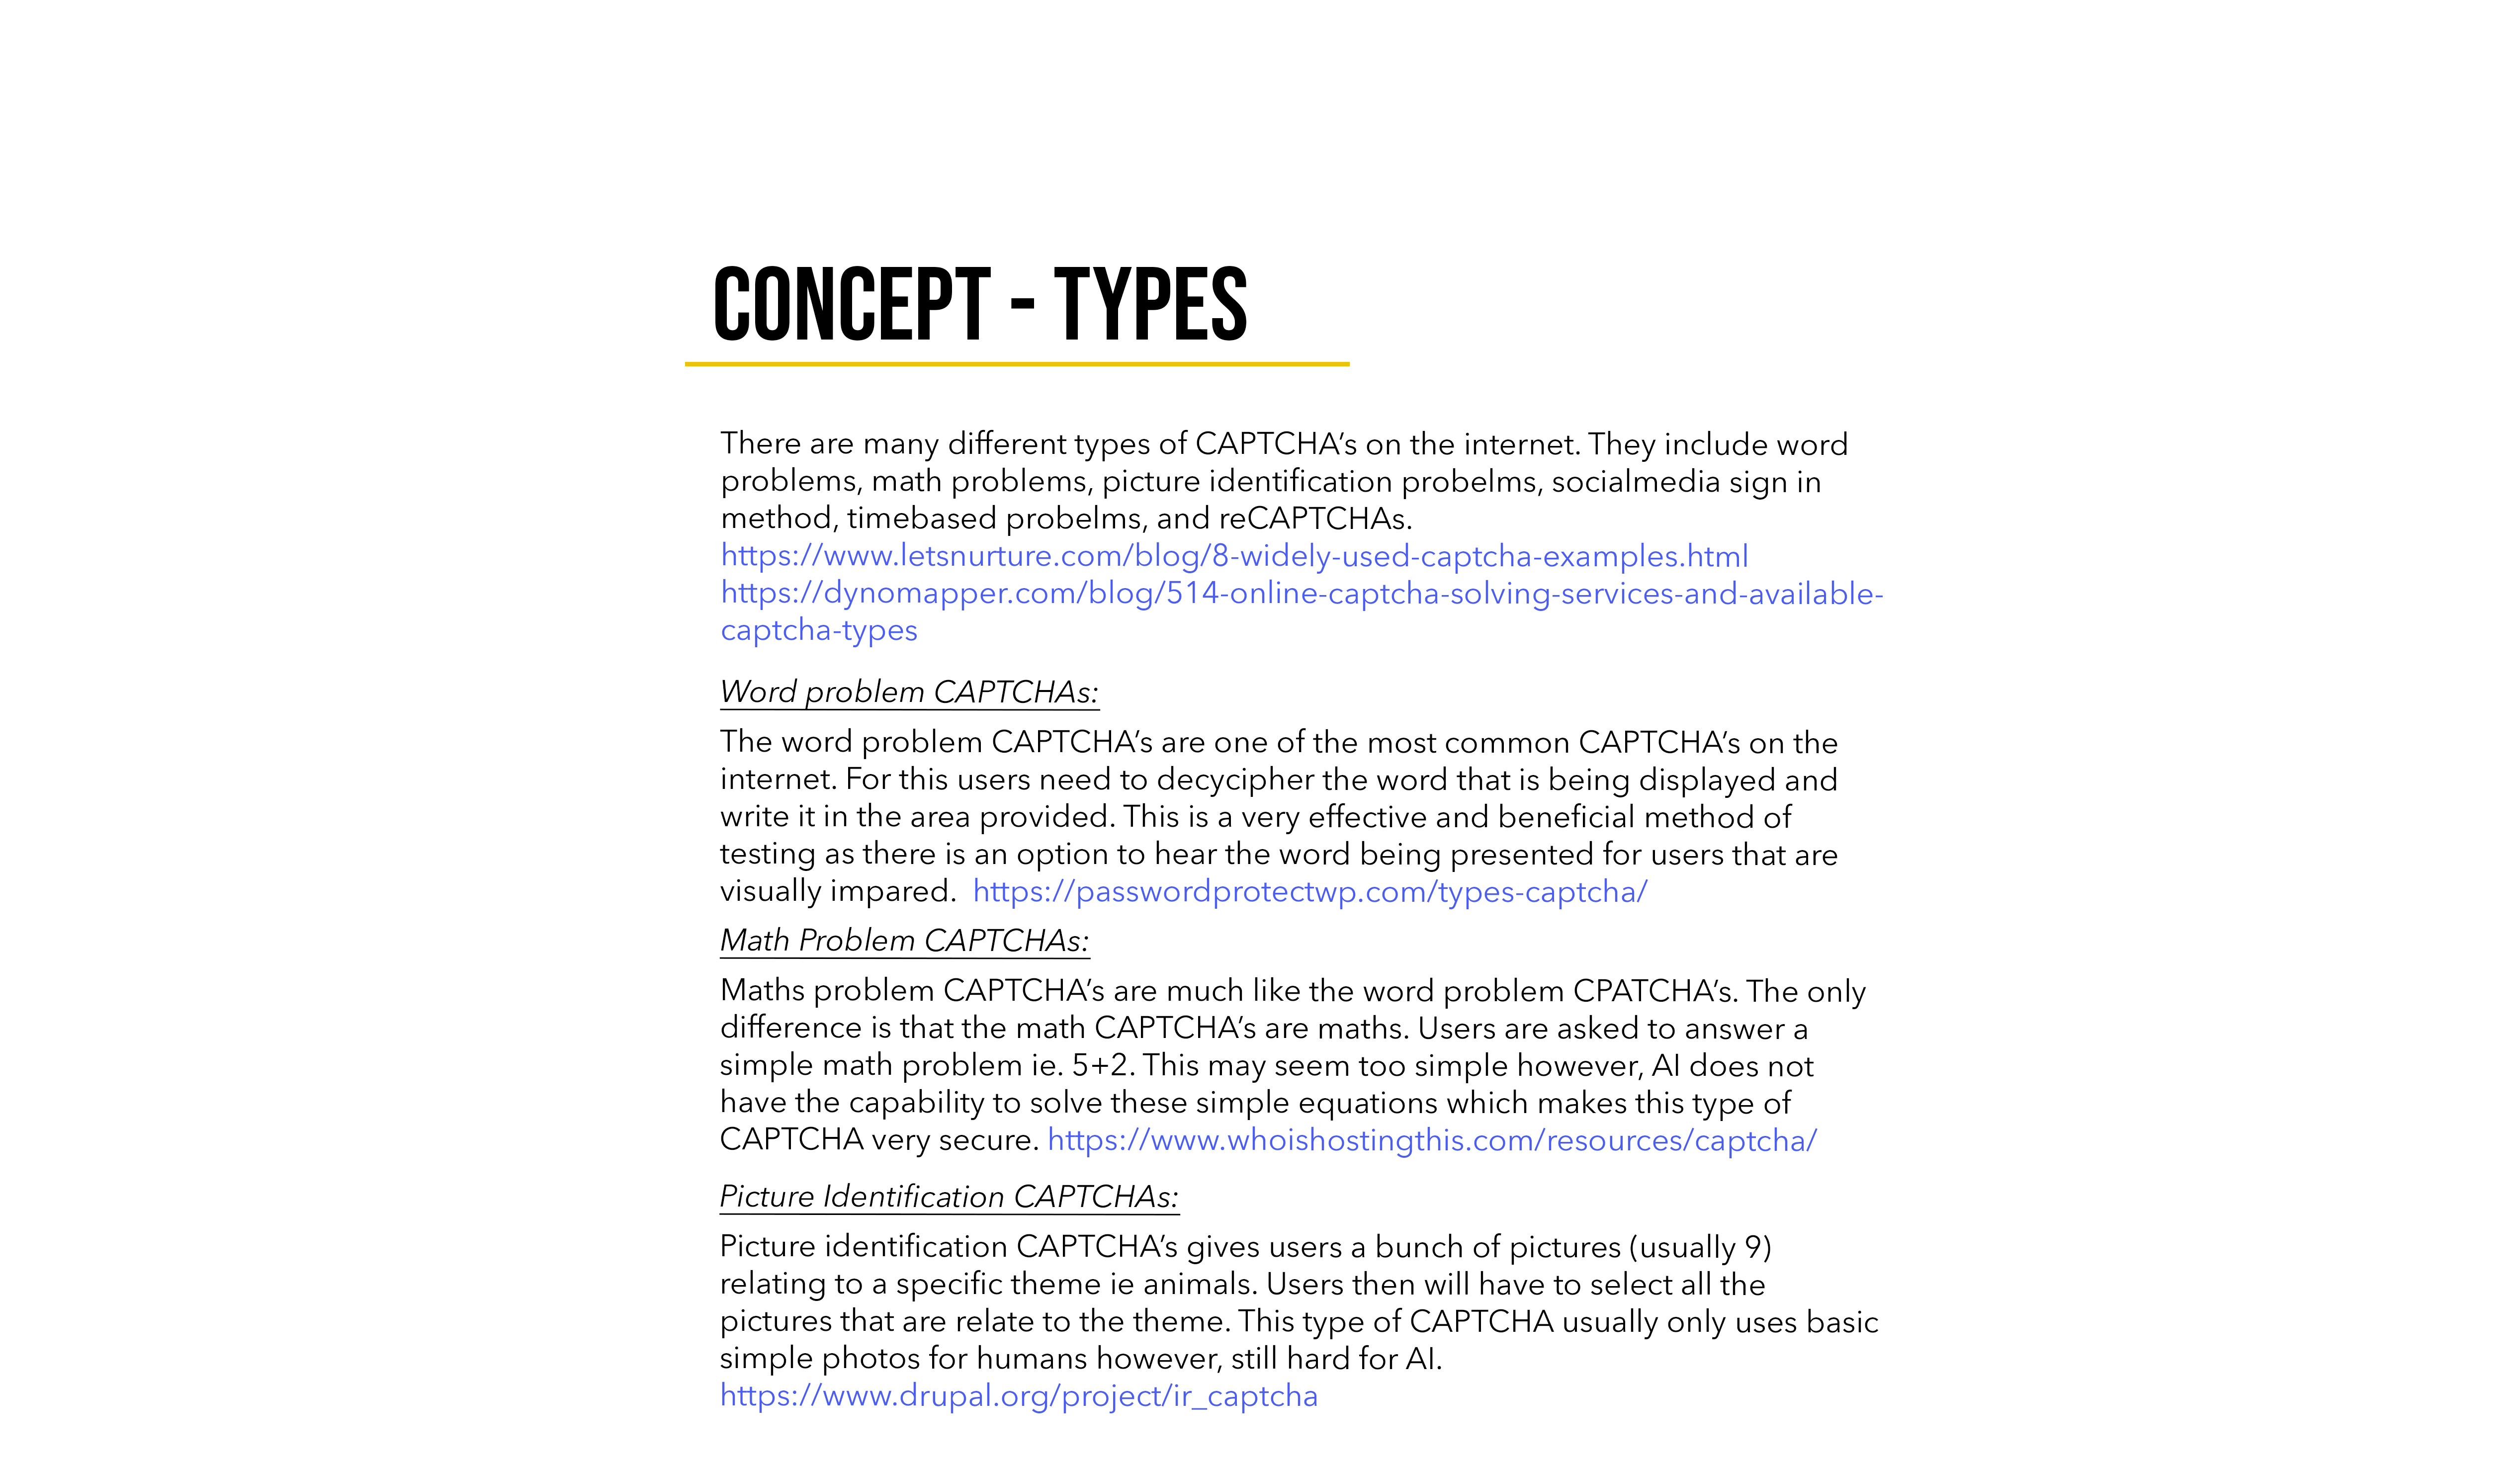 CONCEPT - TYPES
There are many different types of CAPTCHA’s on the internet. They include word
problems, math problems, picture identification probelms, socialmedia sign in
method, timebased probelms, and reCAPTCHAs.
https://www.letsnurture.com/blog/8-widely-used-captcha-examples.html
https://dynomapper.com/blog/514-online-captcha-solving-services-and-available-
captcha-types
Word problem CAPTCHAs:
The word problem CAPTCHA’s are one of the most common CAPTCHA’s on the
internet. For this users need to decycipher the word that is being displayed and
write it in the area provided. This is a very effective and beneficial method of
testing as there is an option to hear the word being presented for users that are
visually impared.  https://passwordprotectwp.com/types-captcha/
Math Problem CAPTCHAs:
Maths problem CAPTCHA’s are much like the word problem CPATCHA’s. The only
difference is that the math CAPTCHA’s are maths. Users are asked to answer a
simple math problem ie. 5+2. This may seem too simple however, AI does not
have the capability to solve these simple equations which makes this type of
CAPTCHA very secure. https://www.whoishostingthis.com/resources/captcha/
Picture Identification CAPTCHAs:
Picture identification CAPTCHA’s gives users a bunch of pictures (usually 9)
relating to a specific theme ie animals. Users then will have to select all the
pictures that are relate to the theme. This type of CAPTCHA usually only uses basic
simple photos for humans however, still hard for AI.
https://www.drupal.org/project/ir_captcha